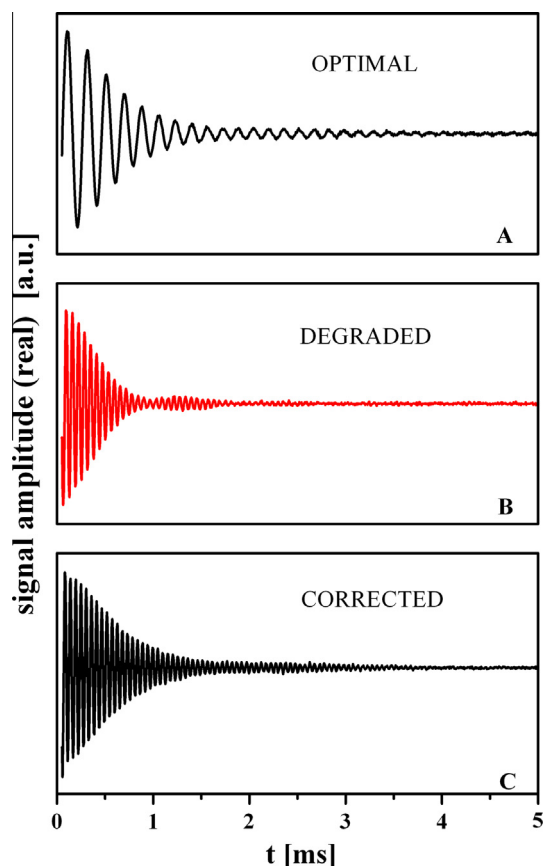 OPTIMAL
A
DEGRADED
B
CORRECTED
C
signal amplitude (real) [a.u.]
0 1 2 3 4 5
t [ms]